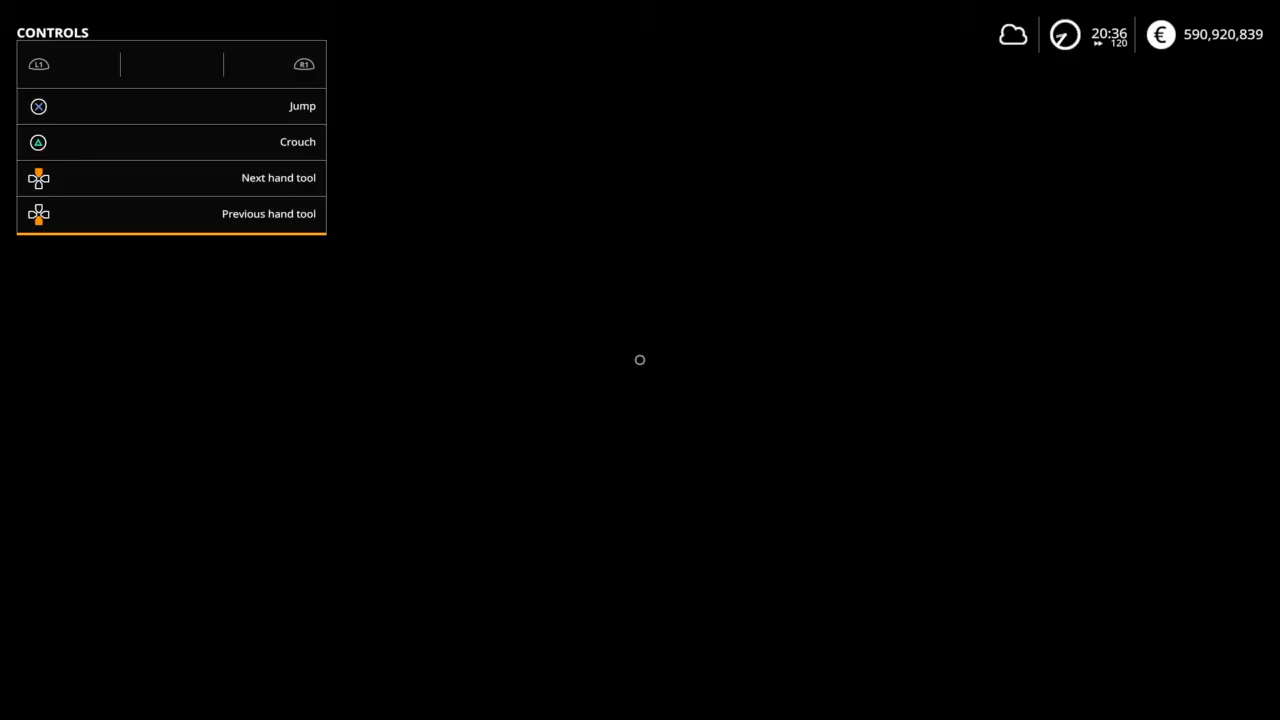 CONTROLS
L1 R1
Jump
Crouch
Next hand tool
Previous hand tool
20:36
120
€ 590,920,839